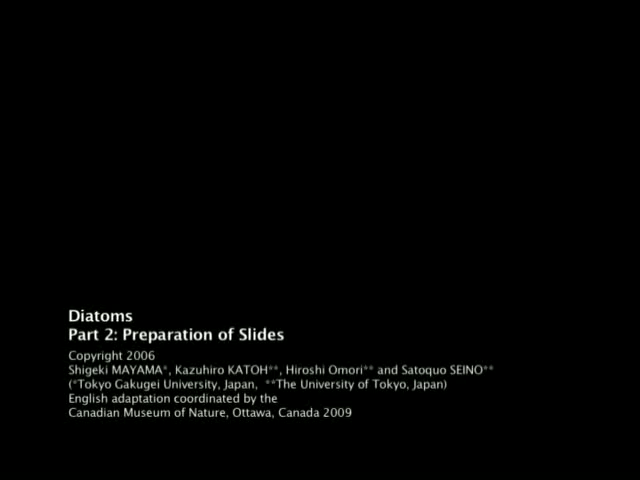 Diatoms
Part 2: Preparation of Slides
Copyright 2006
Shigeki MAYAMA*, Kazuhiro KATOH**, Hiroshi Omori** and Satoquo SEINO**
(*Tokyo Gakugei University, Japan,  **The University of Tokyo, Japan)
English adaptation coordinated by the
Canadian Museum of Nature, Ottawa, Canada 2009